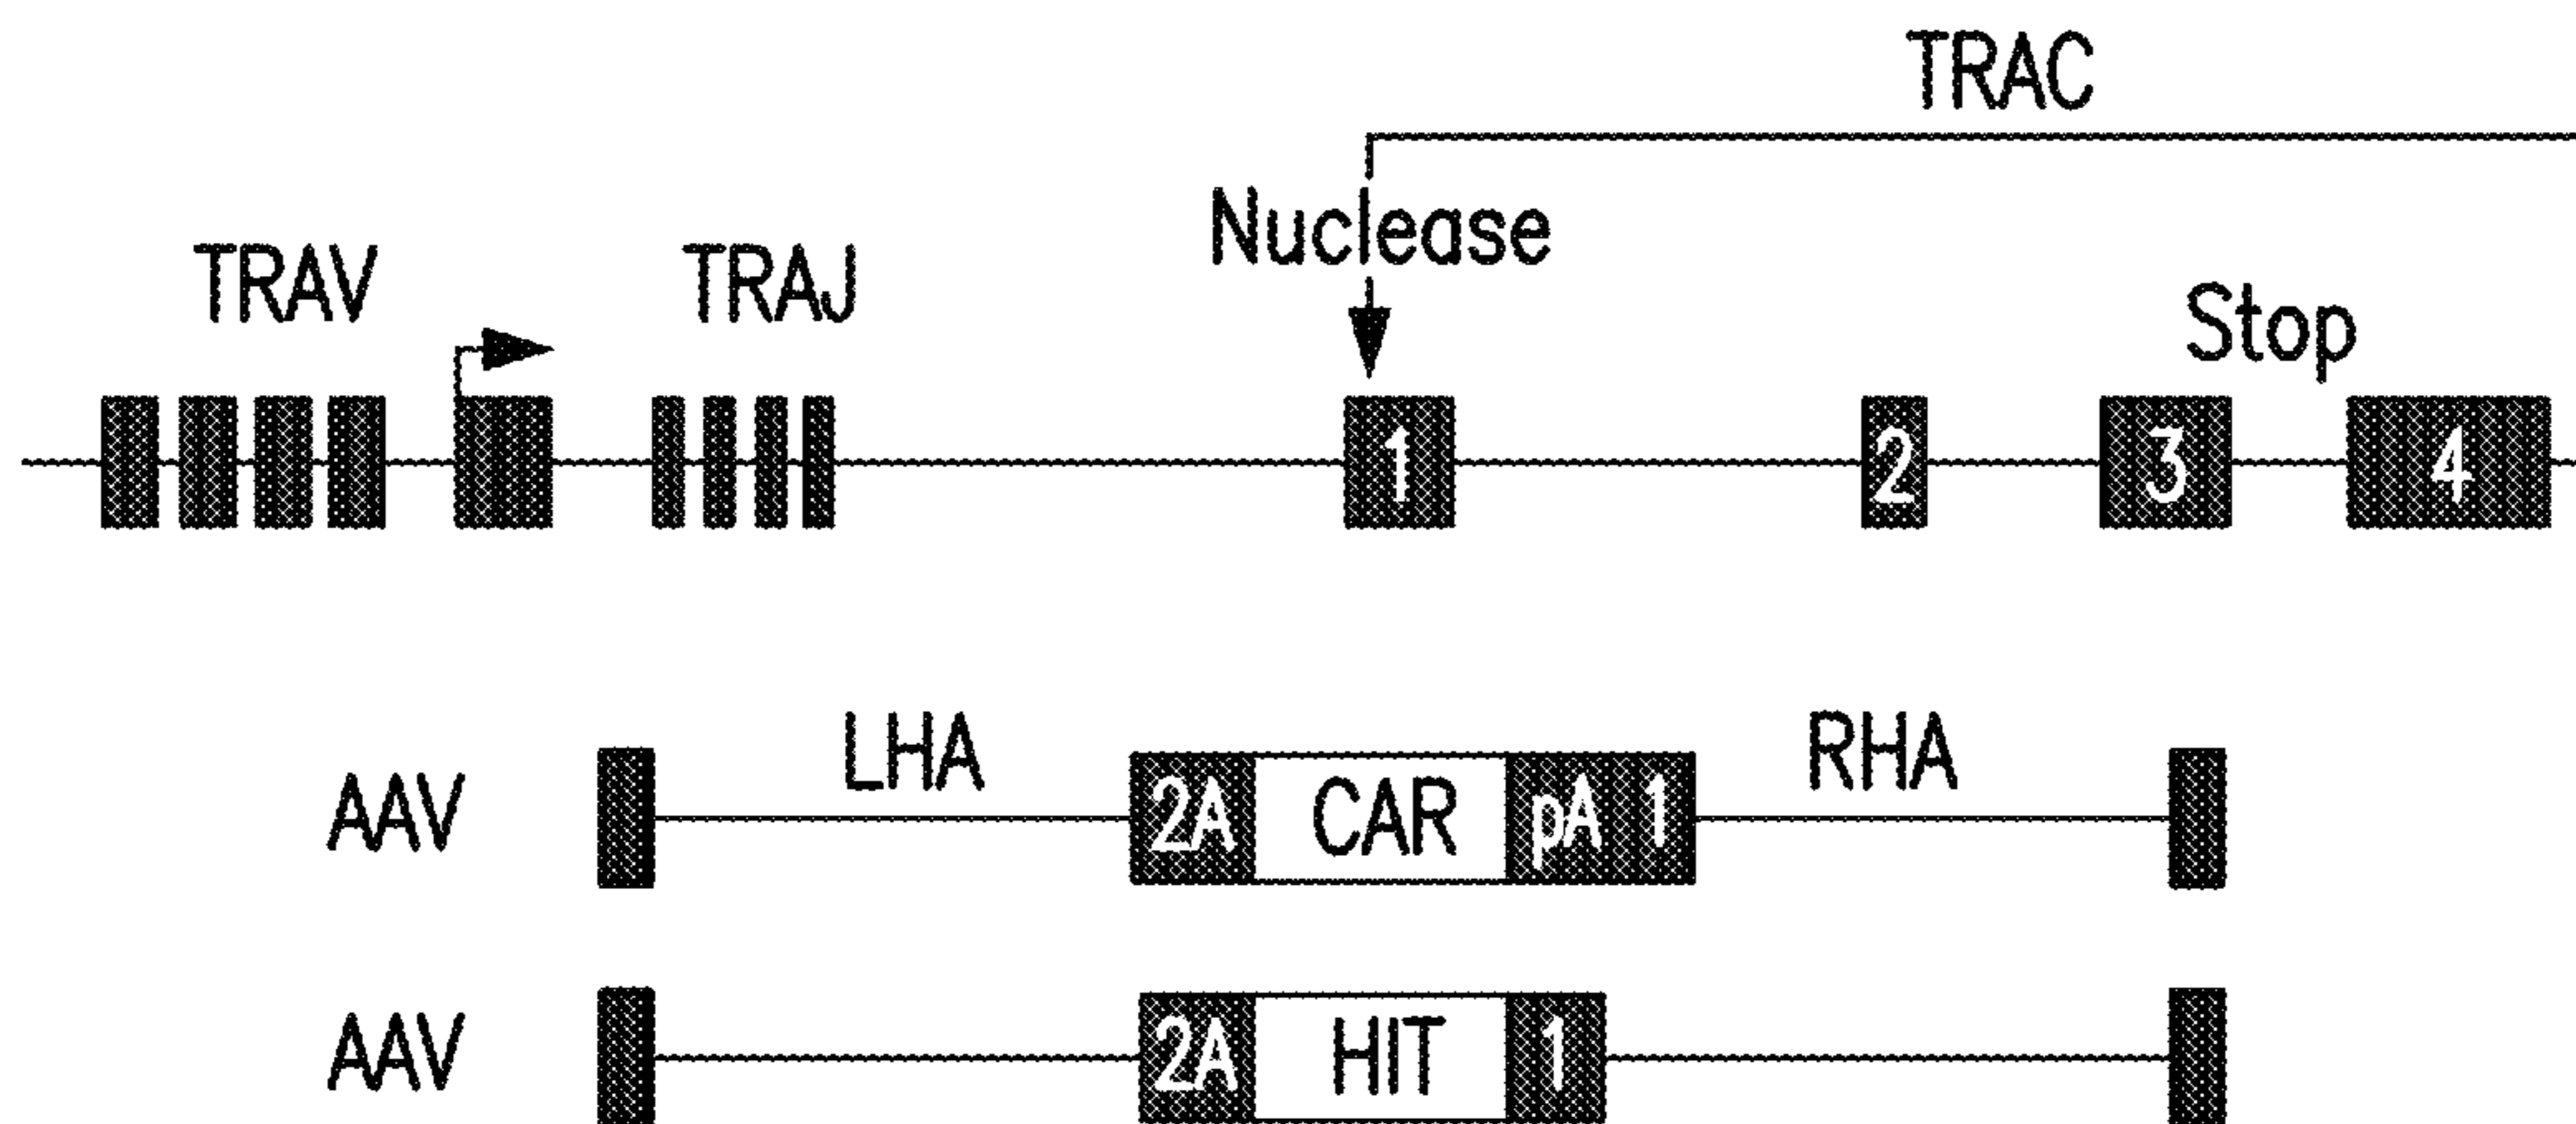 TRAC
Nuclease
TRAV TRAJ Stop
1 2 3 4
LHA RHA
AAV 2A CAR pA 1
AAV 2A HIT 1